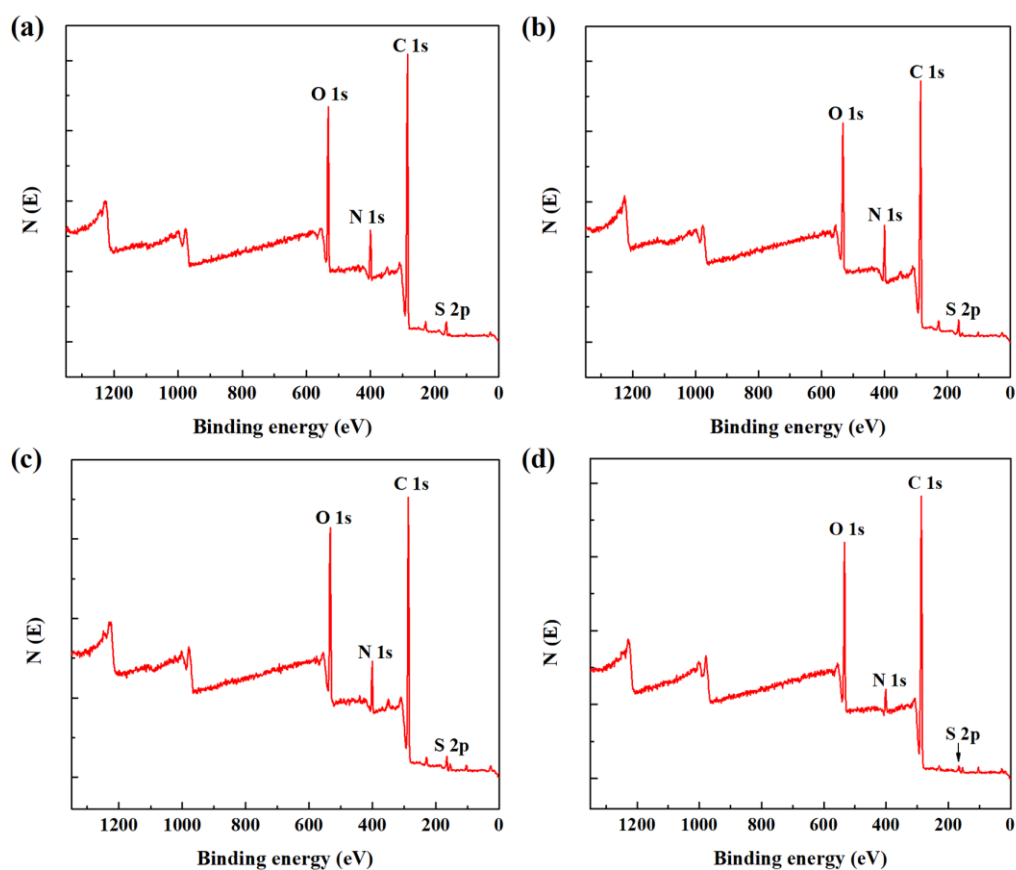 (a)
C 1s
O 1s
N 1s
S 2p
N (E)
1200 1000 800 600 400 200 0
Binding energy (eV)
(b)
C 1s
O 1s
N 1s
S 2p
N (E)
1200 1000 800 600 400 200 0
Binding energy (eV)
(c)
C 1s
O 1s
N 1s
S 2p
N (E)
1200 1000 800 600 400 200 0
Binding energy (eV)
(d)
C 1s
O 1s
N 1s
S 2p
N (E)
1200 1000 800 600 400 200 0
Binding energy (eV)